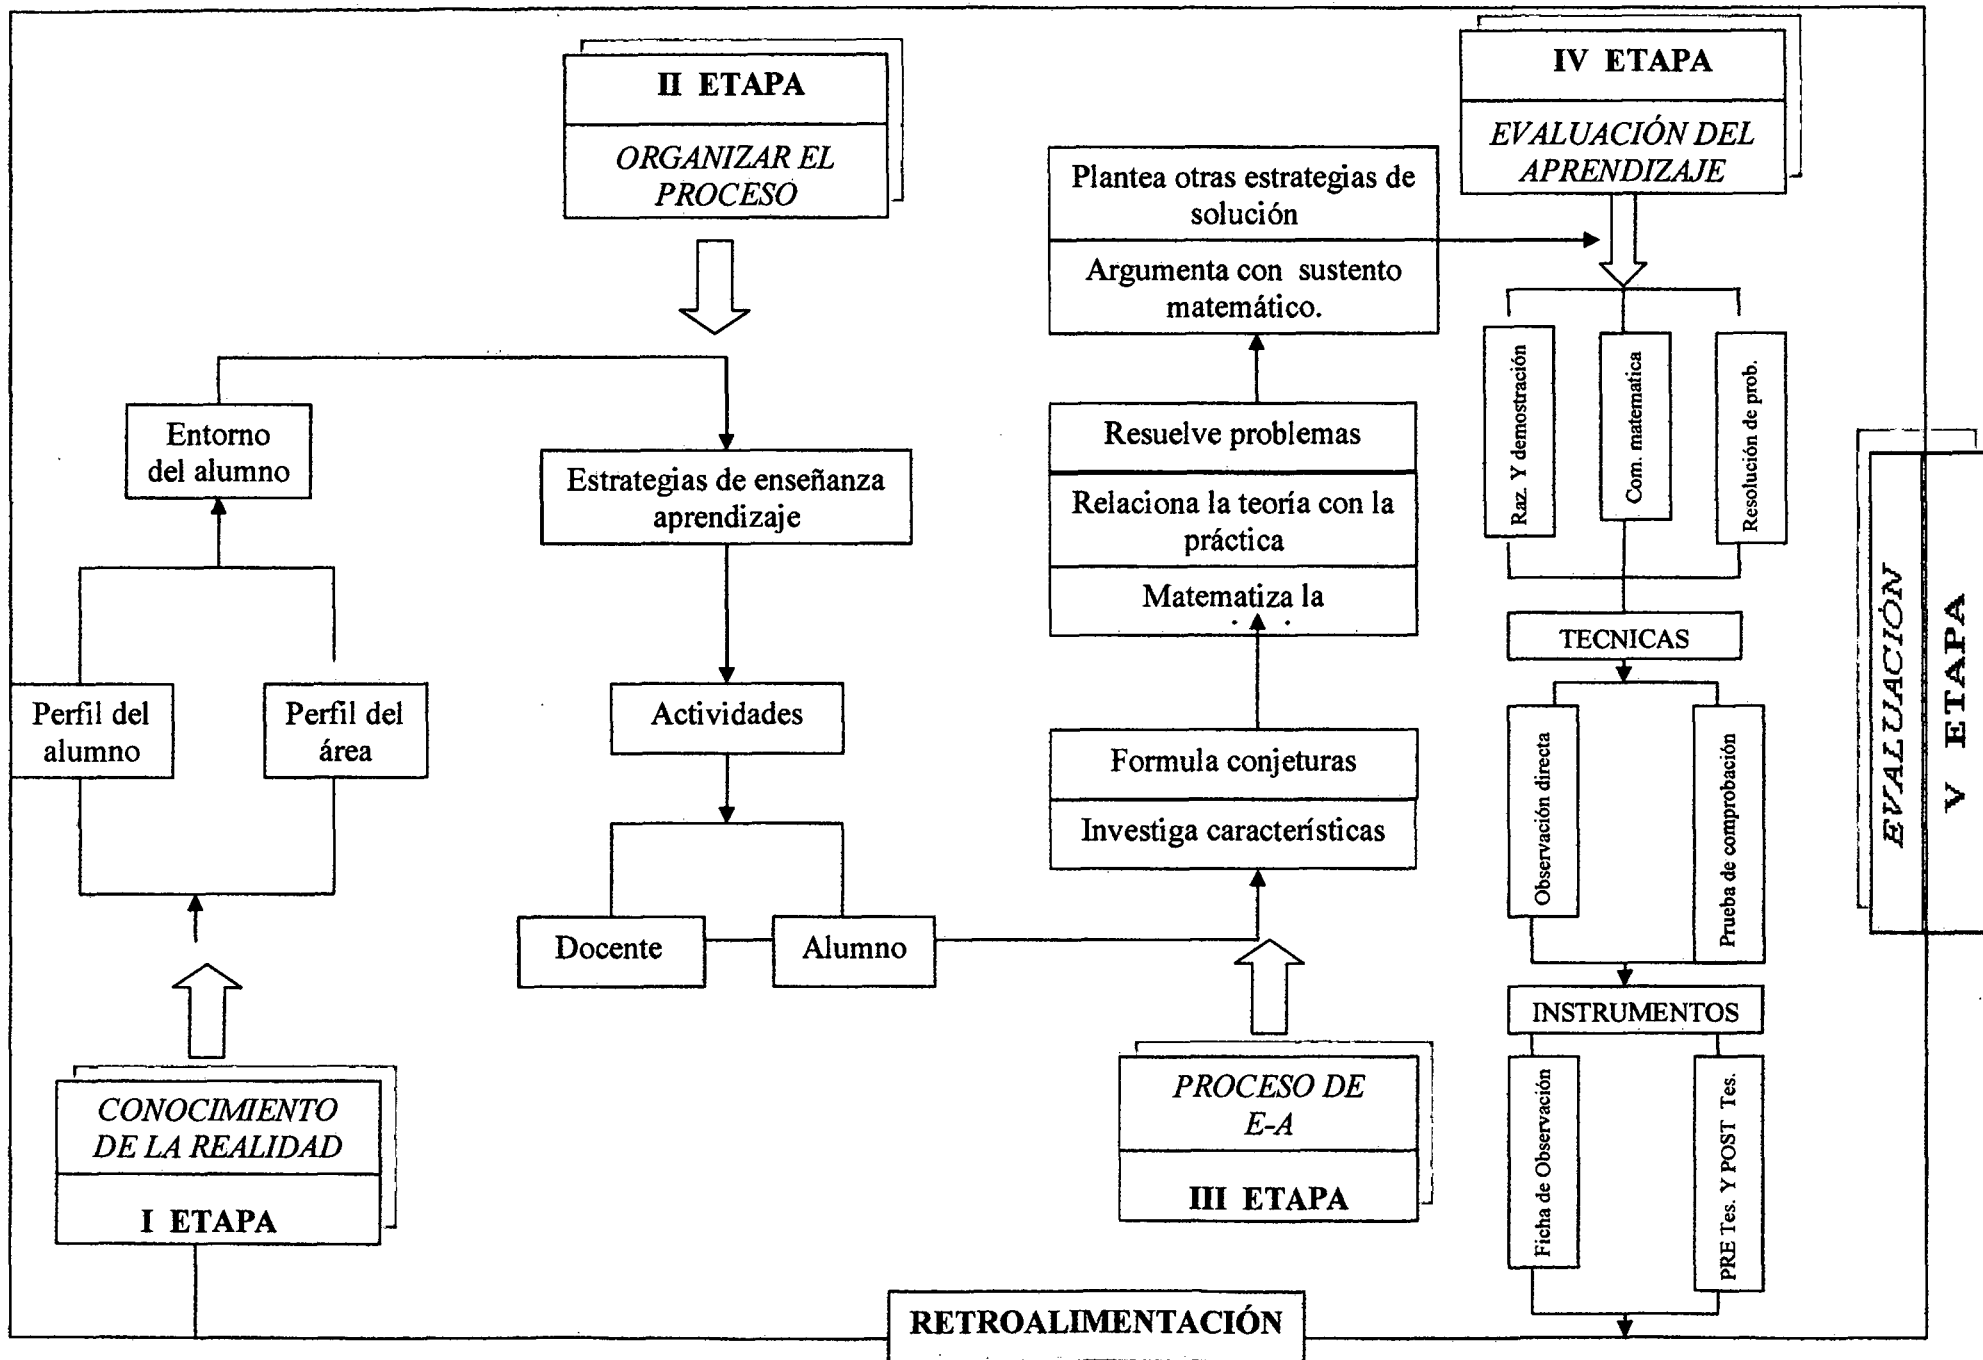 II ETAPA
ORGANIZAR EL
PROCESO
IV ETAPA
EVALUACIÓN DEL
APRENDIZAJE
Plantea otras estrategias de
solución
Argumenta con sustento
matemático.
Entorno
del alumno
Estrategias de enseñanza
aprendizaje
Resuelve problemas
Relaciona la teoría con la
práctica
Matematiza la
Raz. Y demostración
Com. matematica
Resolución de prob.
TECNICAS
Perfil del
alumno
Perfil del
área
Actividades
Formula conjeturas
Investiga características
Observación directa
Prueba de comprobación
Docente
Alumno
INSTRUMENTOS
Ficha de Observación
PRE Tes. Y POST Tes.
CONOCIMIENTO
DE LA REALIDAD
I ETAPA
PROCESO DE
E-A
III ETAPA
EVALUACIÓN
V ETAPA
RETROALIMENTACIÓN